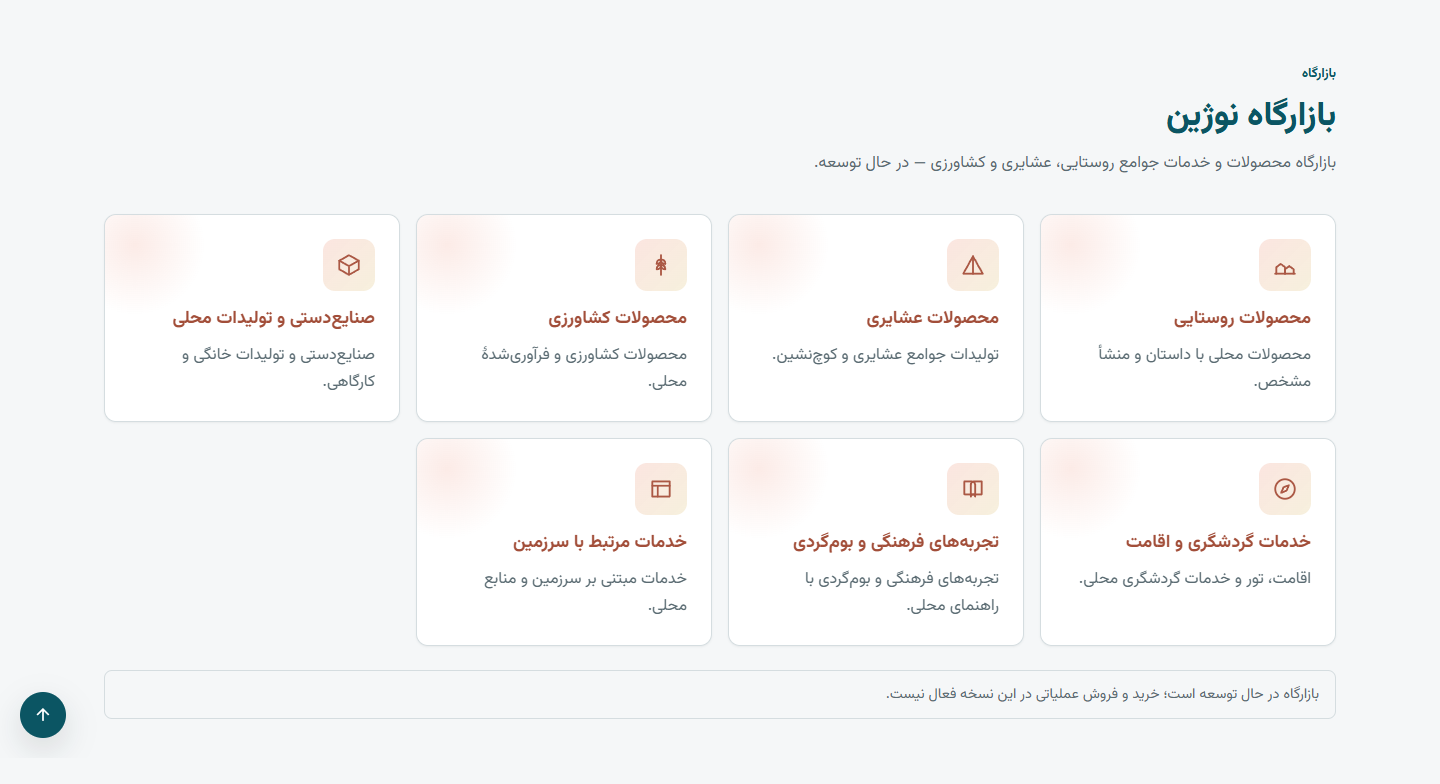 بازارگاه
بازارگاه نوژین
بازارگاه محصولات و خدمات جوامع روستایی، عشایری و کشاورزی — در حال توسعه.
محصولات روستایی
محصولات محلی با داستان و منشأ
مشخص.
محصولات عشایری
تولیدات جوامع عشایری و کوچ‌نشین.
محصولات کشاورزی
محصولات کشاورزی و فرآوری‌شدهٔ
محلی.
صنایع‌دستی و تولیدات محلی
صنایع‌دستی و تولیدات خانگی و
کارگاهی.
خدمات گردشگری و اقامت
اقامت، تور و خدمات گردشگری محلی.
تجربه‌های فرهنگی و بوم‌گردی
تجربه‌های فرهنگی و بوم‌گردی با
راهنمای محلی.
خدمات مرتبط با سرزمین
خدمات مبتنی بر سرزمین و منابع
محلی.
بازارگاه در حال توسعه است؛ خرید و فروش عملیاتی در این نسخه فعال نیست.